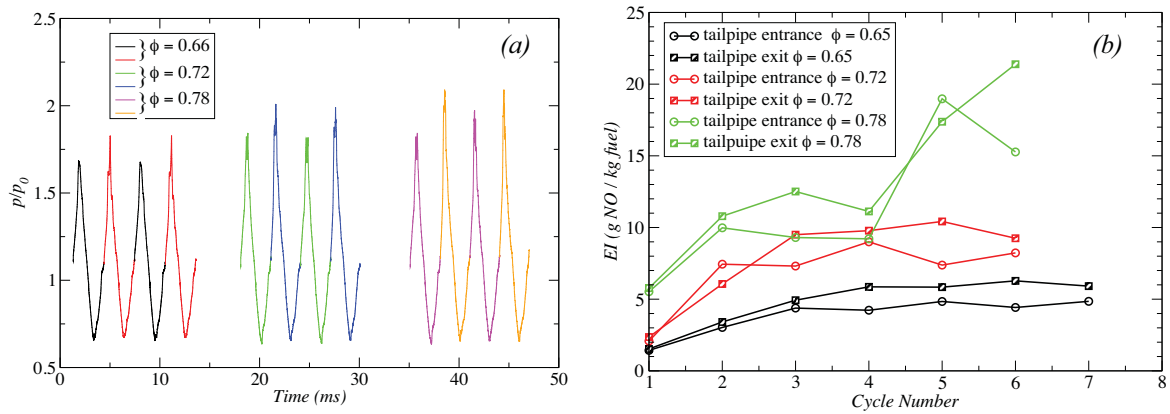 2.5
2
1.5
1
0.5
p/p0
0
10
20
30
40
50
Time (ms)
(a)
} ϕ = 0.66
} ϕ = 0.72
} ϕ = 0.78
25
20
15
10
5
0
EI (g NO / kg fuel)
1
2
3
4
5
6
7
8
Cycle Number
(b)
tailpipe entrance ϕ = 0.65
tailpipe exit ϕ = 0.65
tailpipe entrance ϕ = 0.72
tailpipe exit ϕ = 0.72
tailpipe entrance ϕ = 0.78
tailpuipe exit ϕ = 0.78